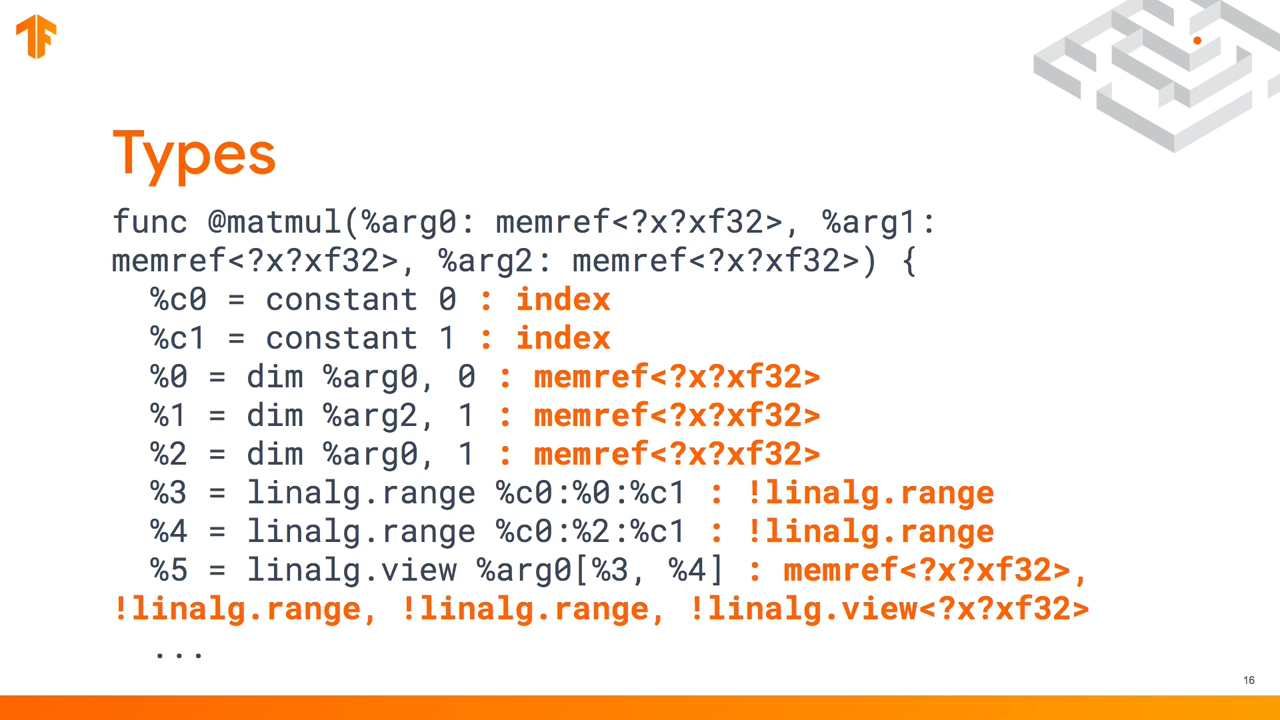 Types
func @matmul(%arg0: memref<?x?xf32>, %arg1:
memref<?x?xf32>, %arg2: memref<?x?xf32>) {
  %c0 = constant 0 : index
  %c1 = constant 1 : index
  %0 = dim %arg0, 0 : memref<?x?xf32>
  %1 = dim %arg2, 1 : memref<?x?xf32>
  %2 = dim %arg0, 1 : memref<?x?xf32>
  %3 = linalg.range %c0:%0:%c1 : !linalg.range
  %4 = linalg.range %c0:%2:%c1 : !linalg.range
  %5 = linalg.view %arg0[%3, %4] : memref<?x?xf32>,
!linalg.range, !linalg.range, !linalg.view<?x?xf32>
  ...
16